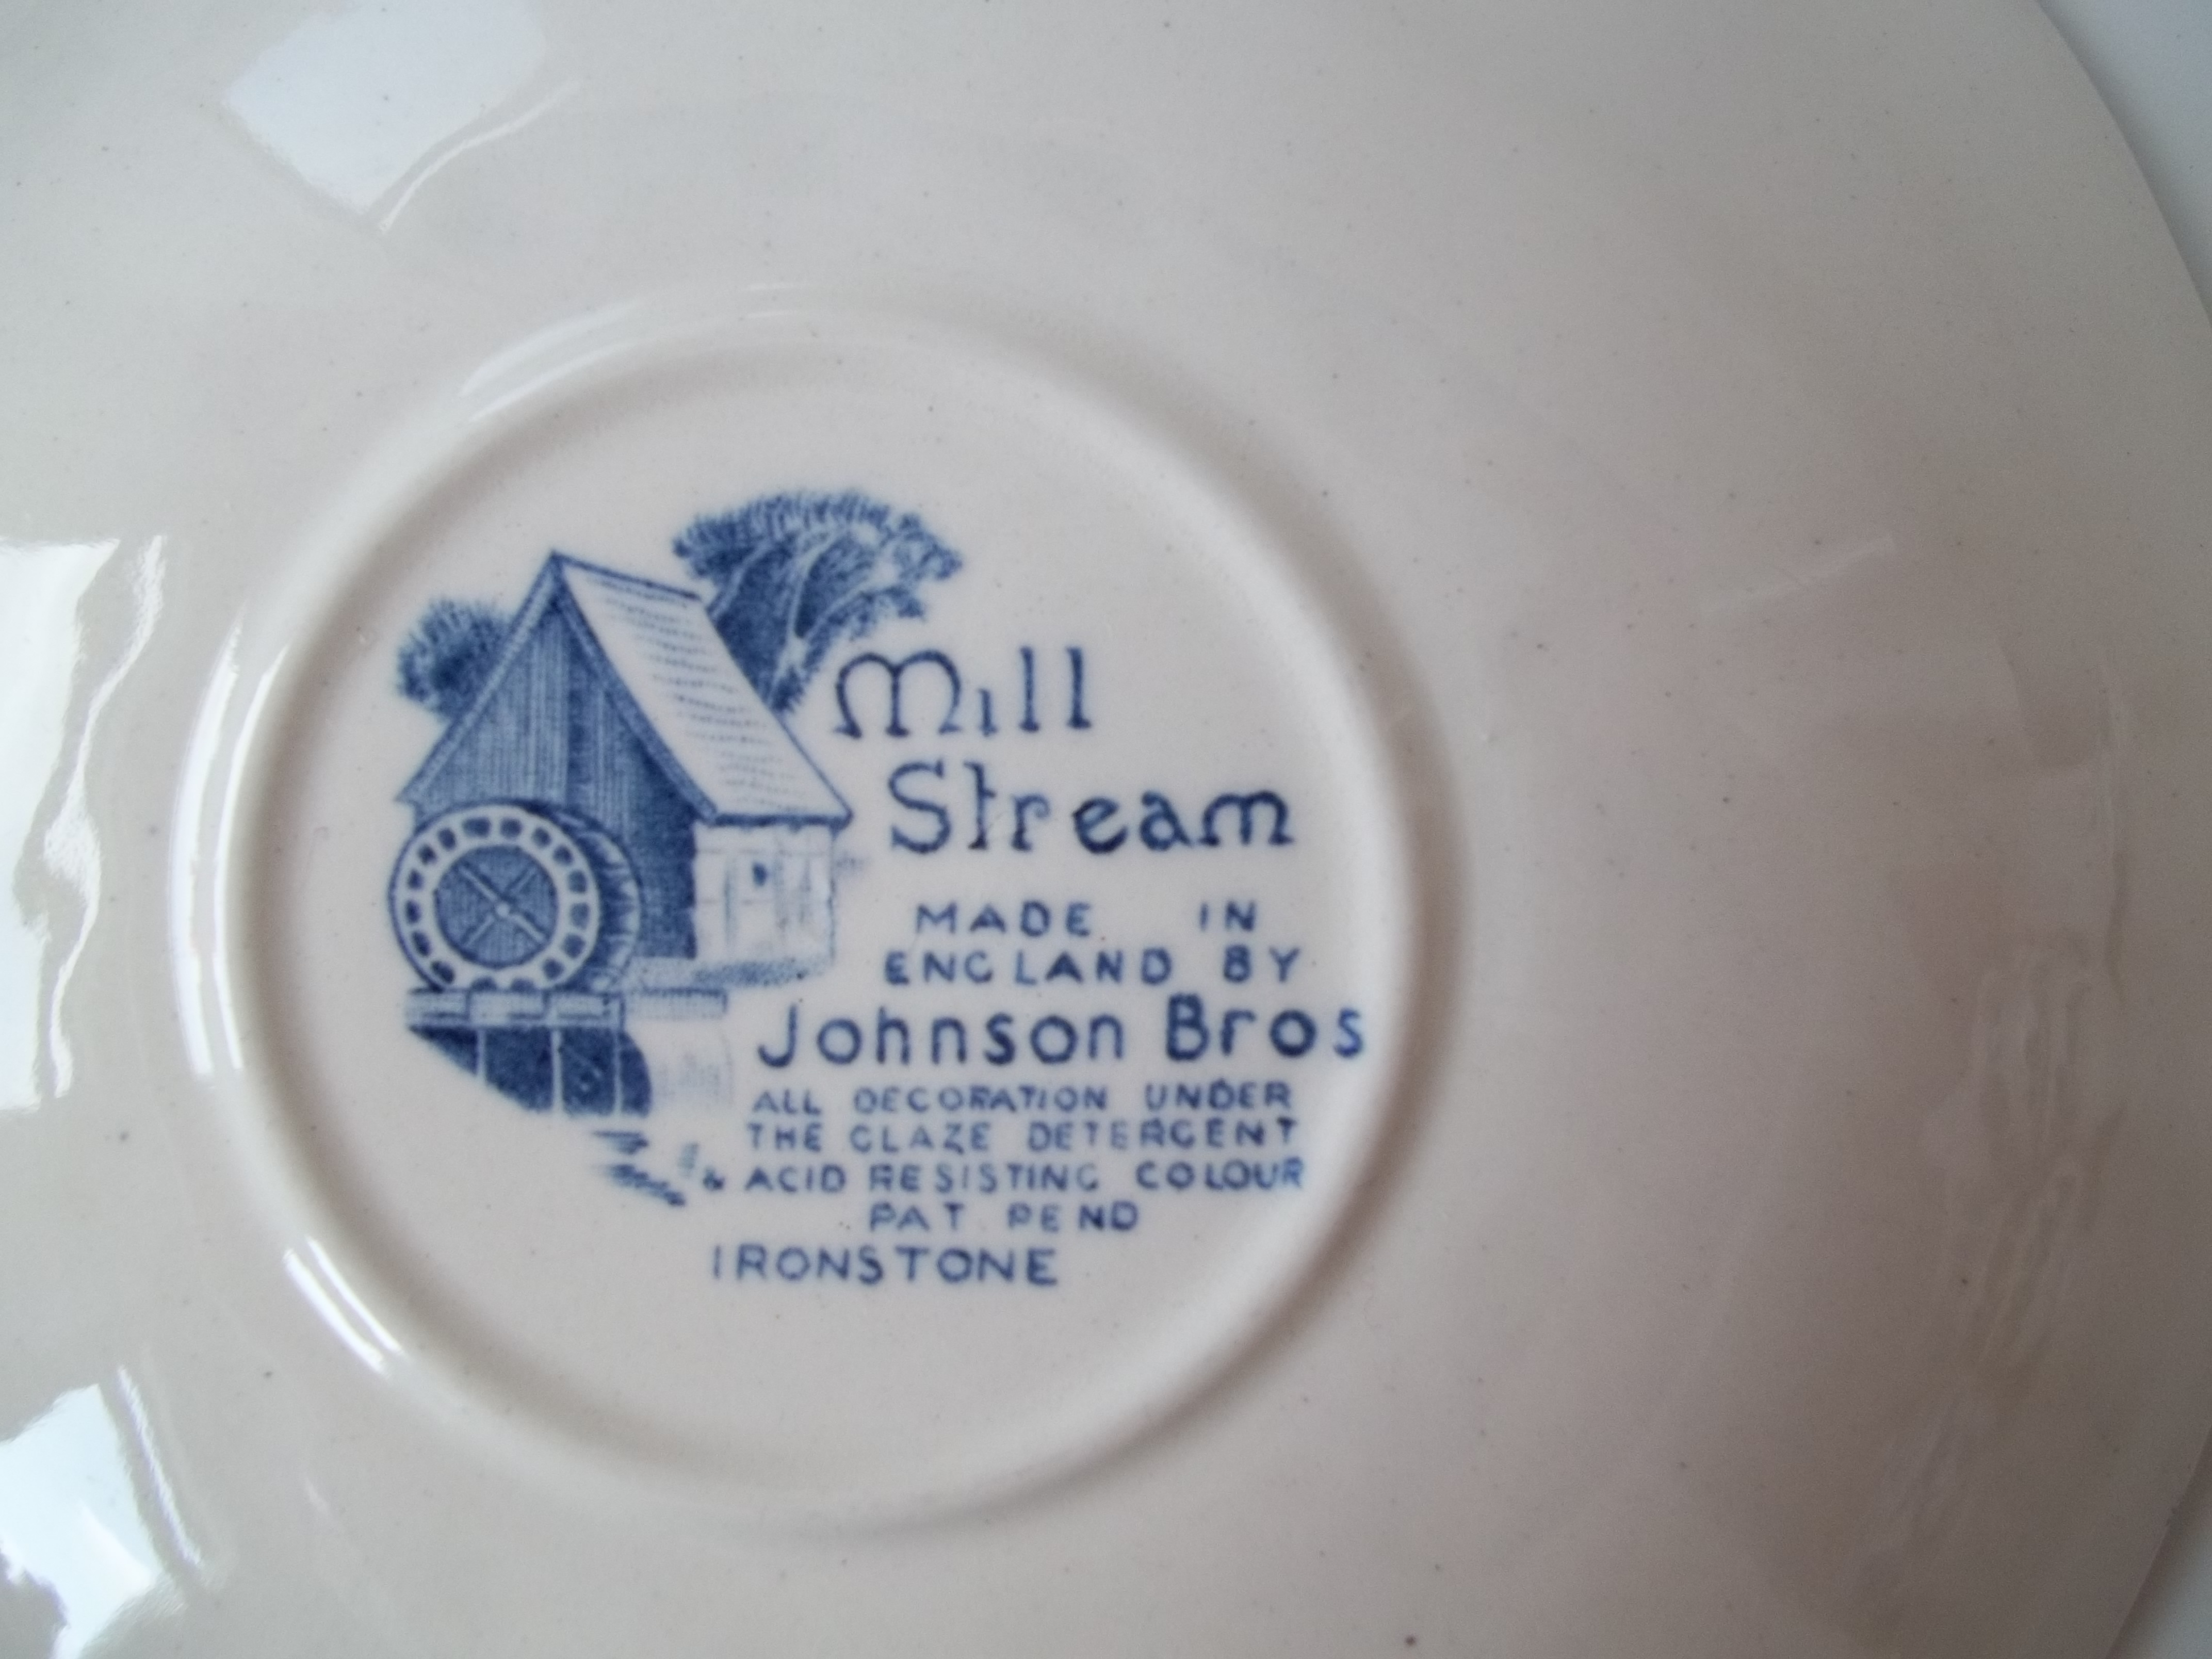 Mill
Stream
MADE IN
ENGLAND BY
Johnson Bros
ALL DECORATION UNDER
THE GLAZE DETERGENT
& ACID RESISTING COLOUR
PAT. PEND
IRONSTONE